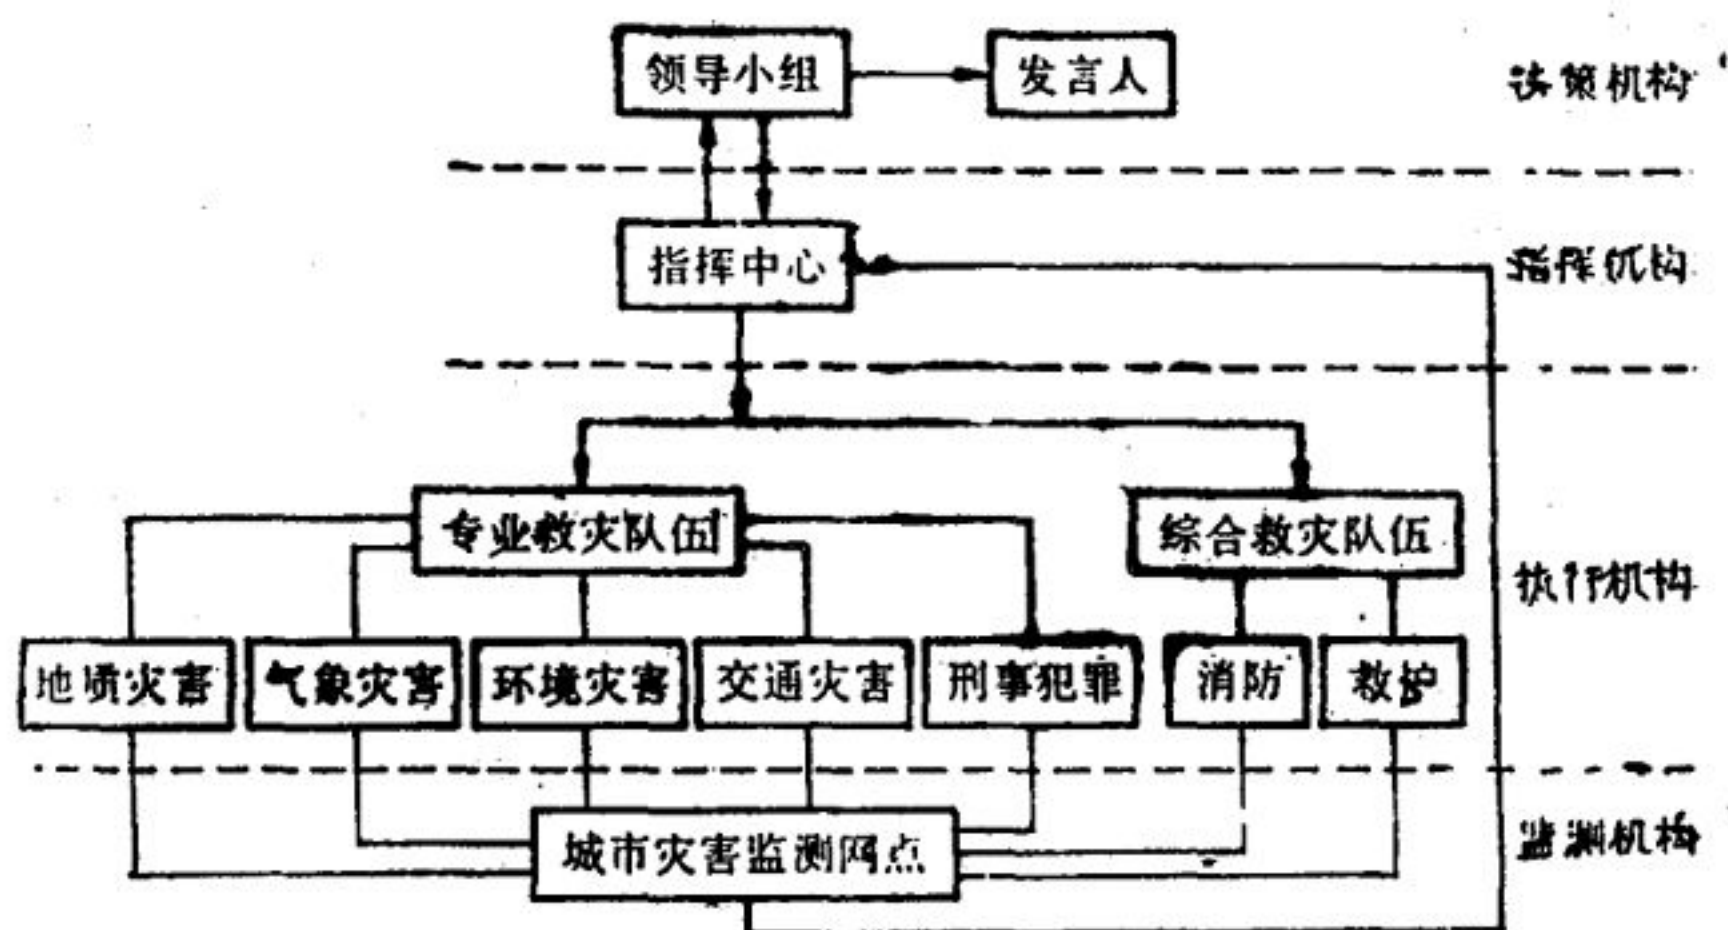 领导小组
发言人
决策机构
指挥中心
指挥机构
专业救灾队伍
综合救灾队伍
执行机构
地质灾害
气象灾害
环境灾害
交通灾害
刑事犯罪
消防
救护
城市灾害监测网点
监测机构